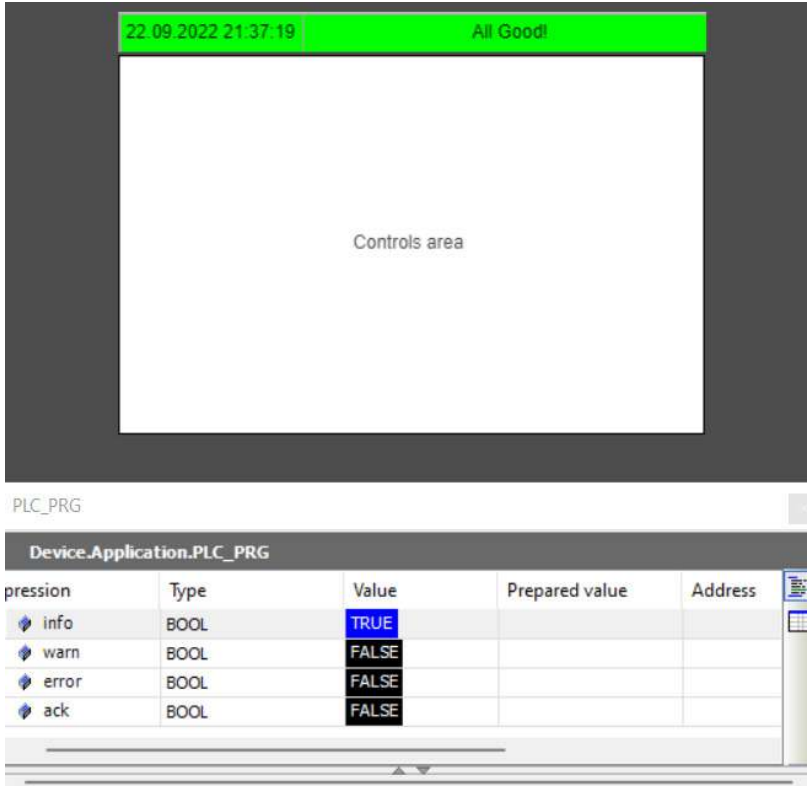 22.09.2022 21:37:19 All Good!
Controls area
PLC_PRG
Device.Application.PLC_PRG
pression Type Value Prepared value Address
info BOOL TRUE
warn BOOL FALSE
error BOOL FALSE
ack BOOL FALSE